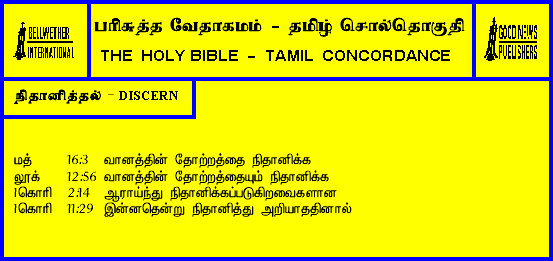 BELLWETHER
INTERNATIONAL
பரிசுத்த வேதாகமம் - தமிழ் சொல்தொகுதி
THE HOLY BIBLE - TAMIL CONCORDANCE
GOOD NEWS
PUBLISHERS
நிதானித்தல் - DISCERN
மத் 16:3 வானத்தின் தோற்றத்தை நிதானிக்க
லூக் 12:56 வானத்தின் தோற்றத்தையும் நிதானிக்க
1கொரி 2:14 ஆராய்ந்து நிதானிக்கப்படுகிறவைகளான
1கொரி 11:29 இன்னதென்று நிதானித்து அறியாததினால்